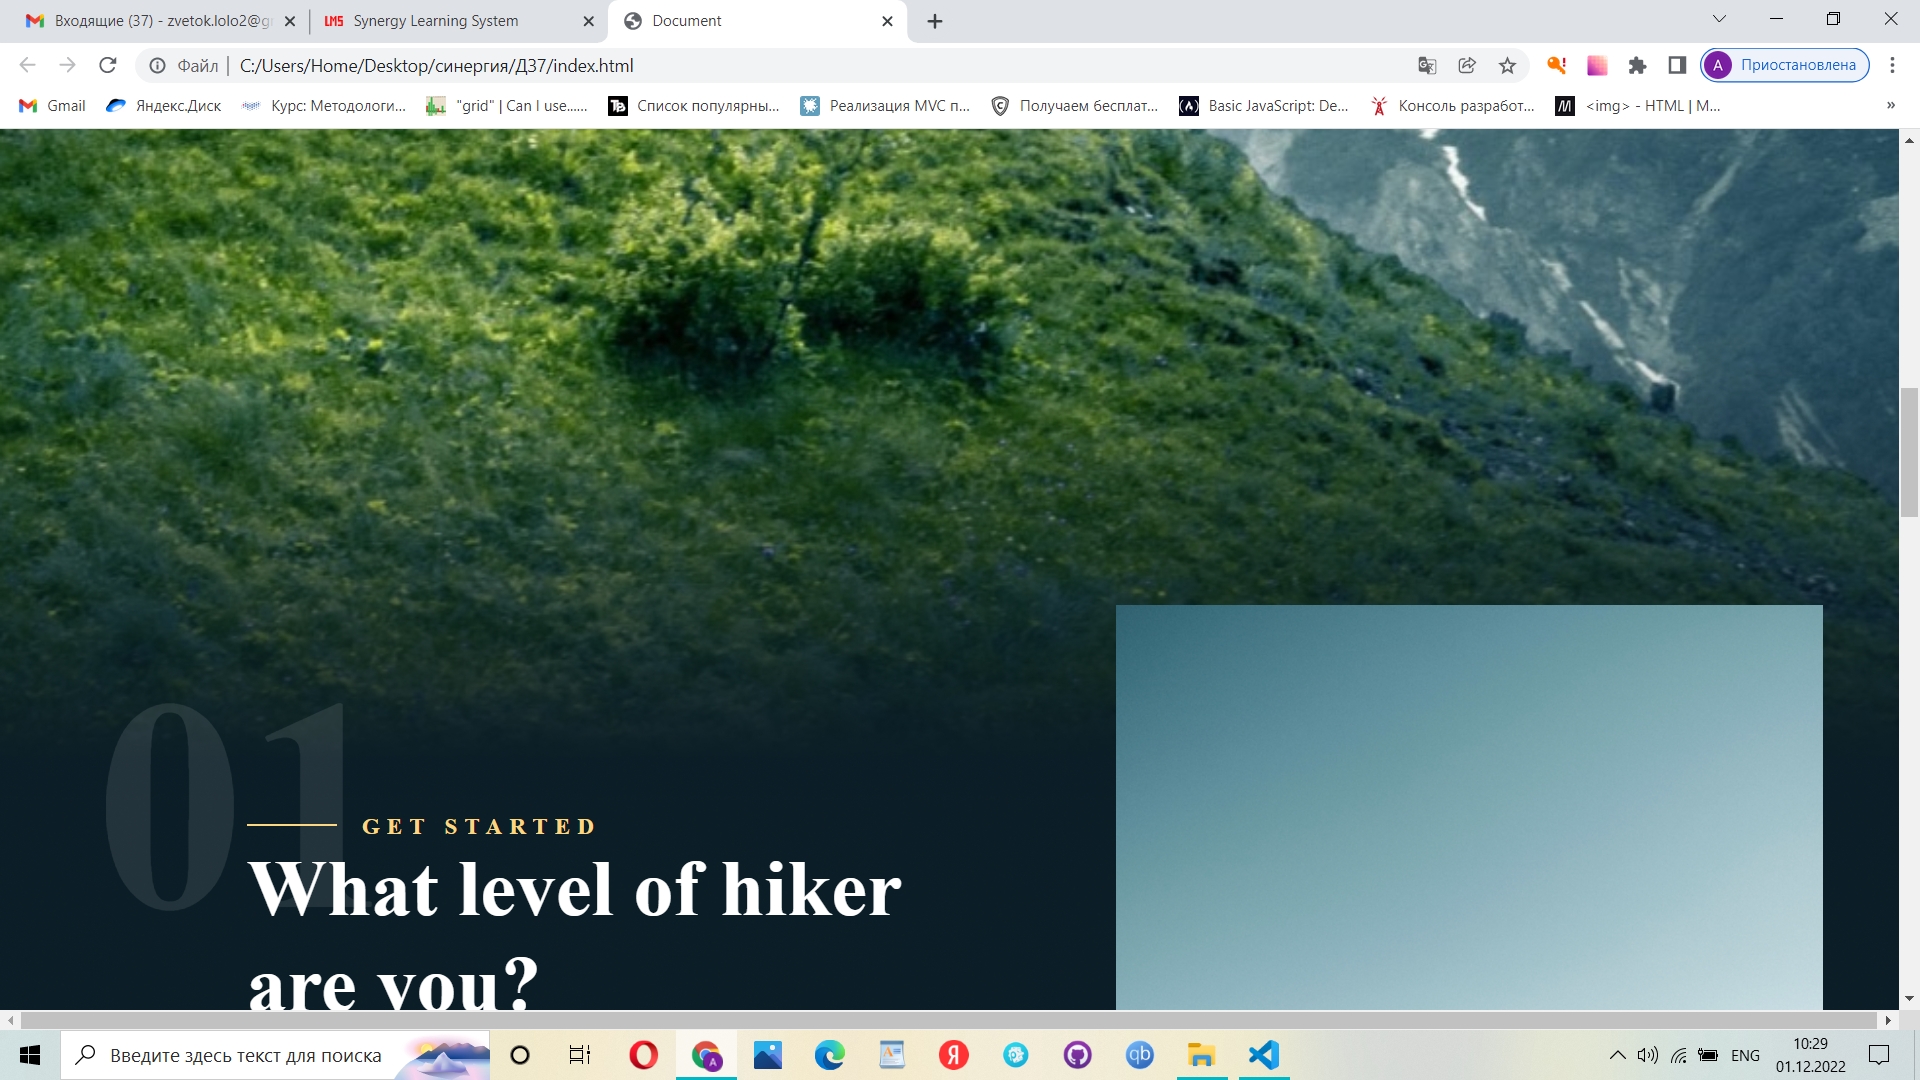 Входящие (37) - zvetok.lolo2@g
LMS Synergy Learning System
Document
Файл | C:/Users/Home/Desktop/синергия/Д37/index.html
A Приостановлена
Gmail
Яндекс.Диск
Курс: Методологи...
"grid" | Can I use......
Список популярны...
Реализация MVC п...
Получаем бесплат...
Basic JavaScript: De...
Консоль разработ...
<img> - HTML | M...
»
01
GET STARTED
What level of hiker
are you?
Введите здесь текст для поиска
A
Я
qb
ENG
10:29
01.12.2022